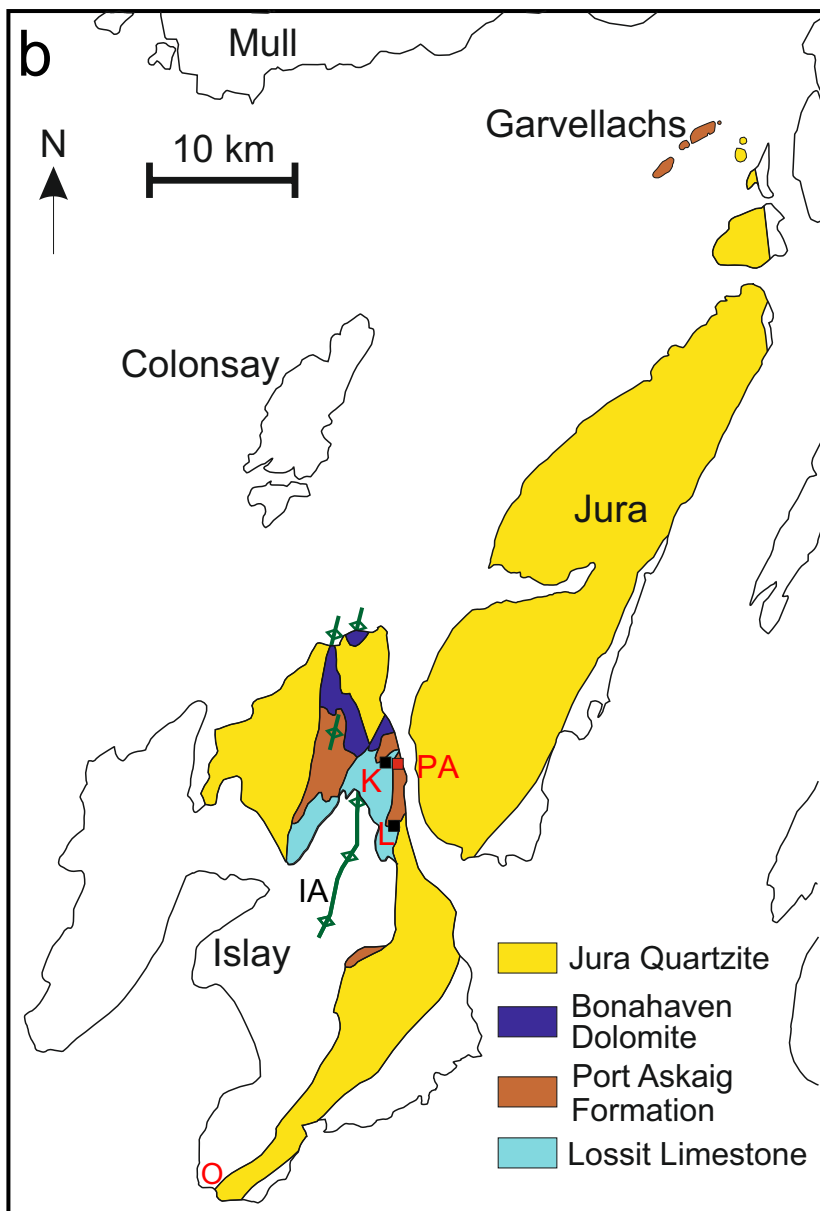 b
Mull
Garvellachs
N
10 km
Colonsay
Jura
K
PA
L
IA
Islay
Jura Quartzite
Bonahaven
Dolomite
Port Askaig
Formation
Lossit Limestone
O